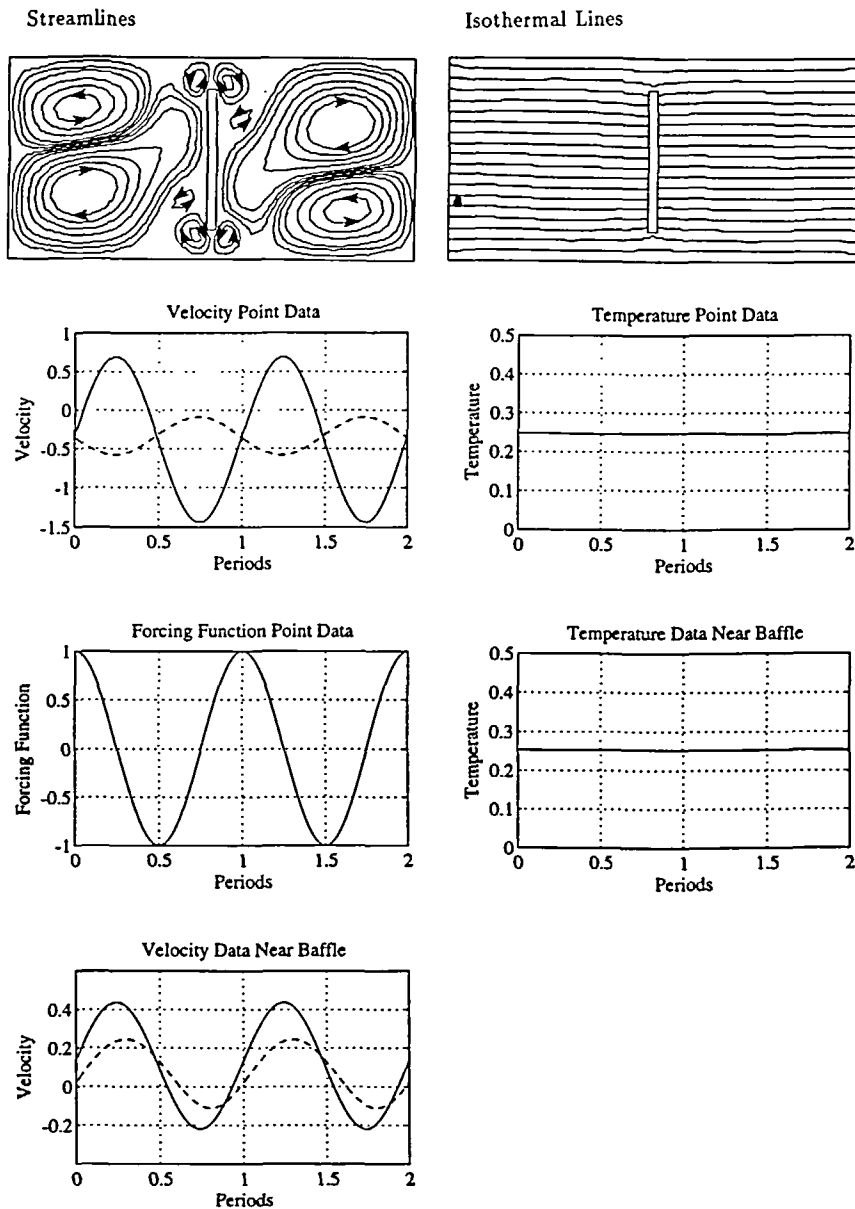 Streamlines
Isothermal Lines
Velocity Point Data
1
0.5
0
-0.5
-1
-1.5
Velocity
0 0.5 1 1.5 2
Periods
Temperature Point Data
0.5
0.4
0.3
0.2
0.1
0
Temperature
0 0.5 1 1.5 2
Periods
Forcing Function Point Data
1
0.5
0
-0.5
-1
Forcing Function
0 0.5 1 1.5 2
Periods
Temperature Data Near Baffle
0.5
0.4
0.3
0.2
0.1
0
Temperature
0 0.5 1 1.5 2
Periods
Velocity Data Near Baffle
0.4
0.2
0
-0.2
Velocity
0 0.5 1 1.5 2
Periods